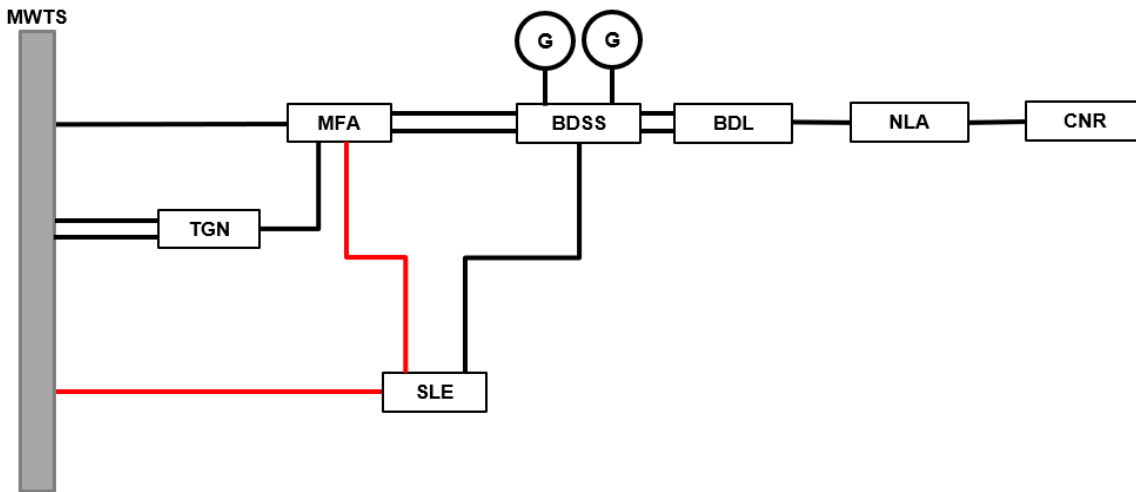 MWTS
G G
MFA BDSS BDL NLA CNR
TGN
SLE